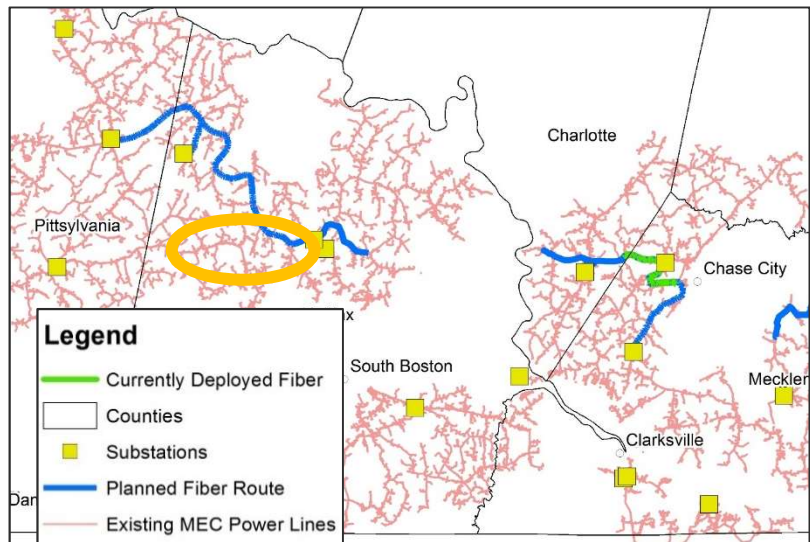 Charlotte
Pittsylvania
Chase City
x
Legend
South Boston
Currently Deployed Fiber
Meckler
Counties
Substations
Clarksville
Planned Fiber Route
Dan
Existing MEC Power Lines